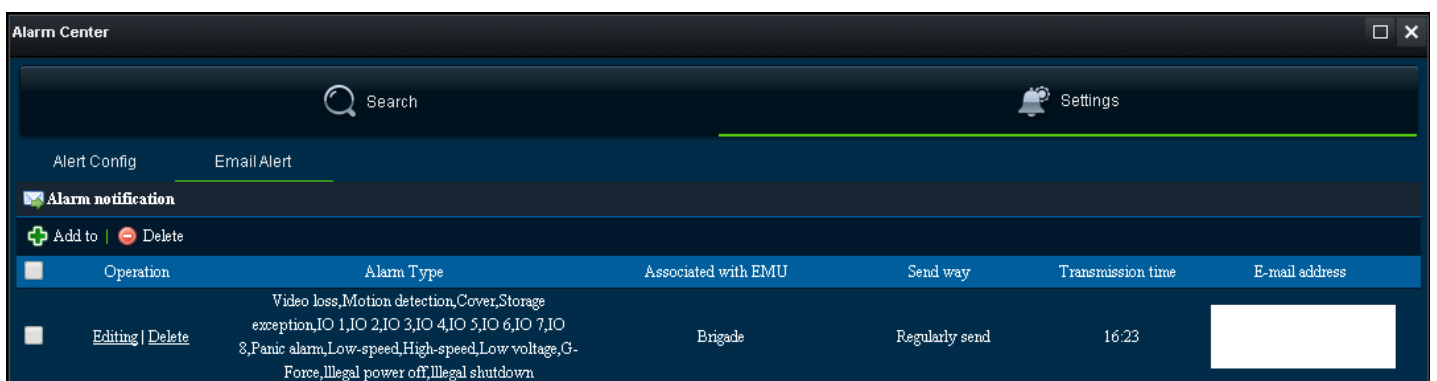 Alarm Center
Search
Settings
Alert Config
Email Alert
Alarm notification
Add to | Delete
Operation
Alarm Type
Associated with EMU
Send way
Transmission time
E-mail address
Editing | Delete
Video loss,Motion detection,Cover,Storage
exception,IO 1,IO 2,IO 3,IO 4,IO 5,IO 6,IO 7,IO
8,Panic alarm,Low-speed,High-speed,Low voltage,G-
Force,Illegal power off,Illegal shutdown
Brigade
Regularly send
16:23